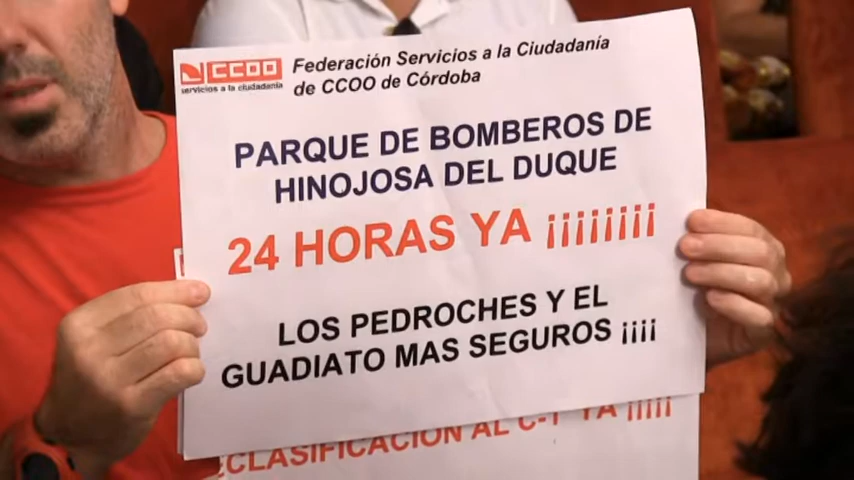 CCOO
servicios a la ciudadanía
Federación Servicios a la Ciudadanía
de CCOO de Córdoba
PARQUE DE BOMBEROS DE
HINOJOSA DEL DUQUE
24 HORAS YA ¡¡¡¡¡¡¡¡
LOS PEDROCHES Y EL
GUADIATO MAS SEGUROS ¡¡¡¡
CLASIFICACIÓN AL C-1 YA ¡¡¡¡¡